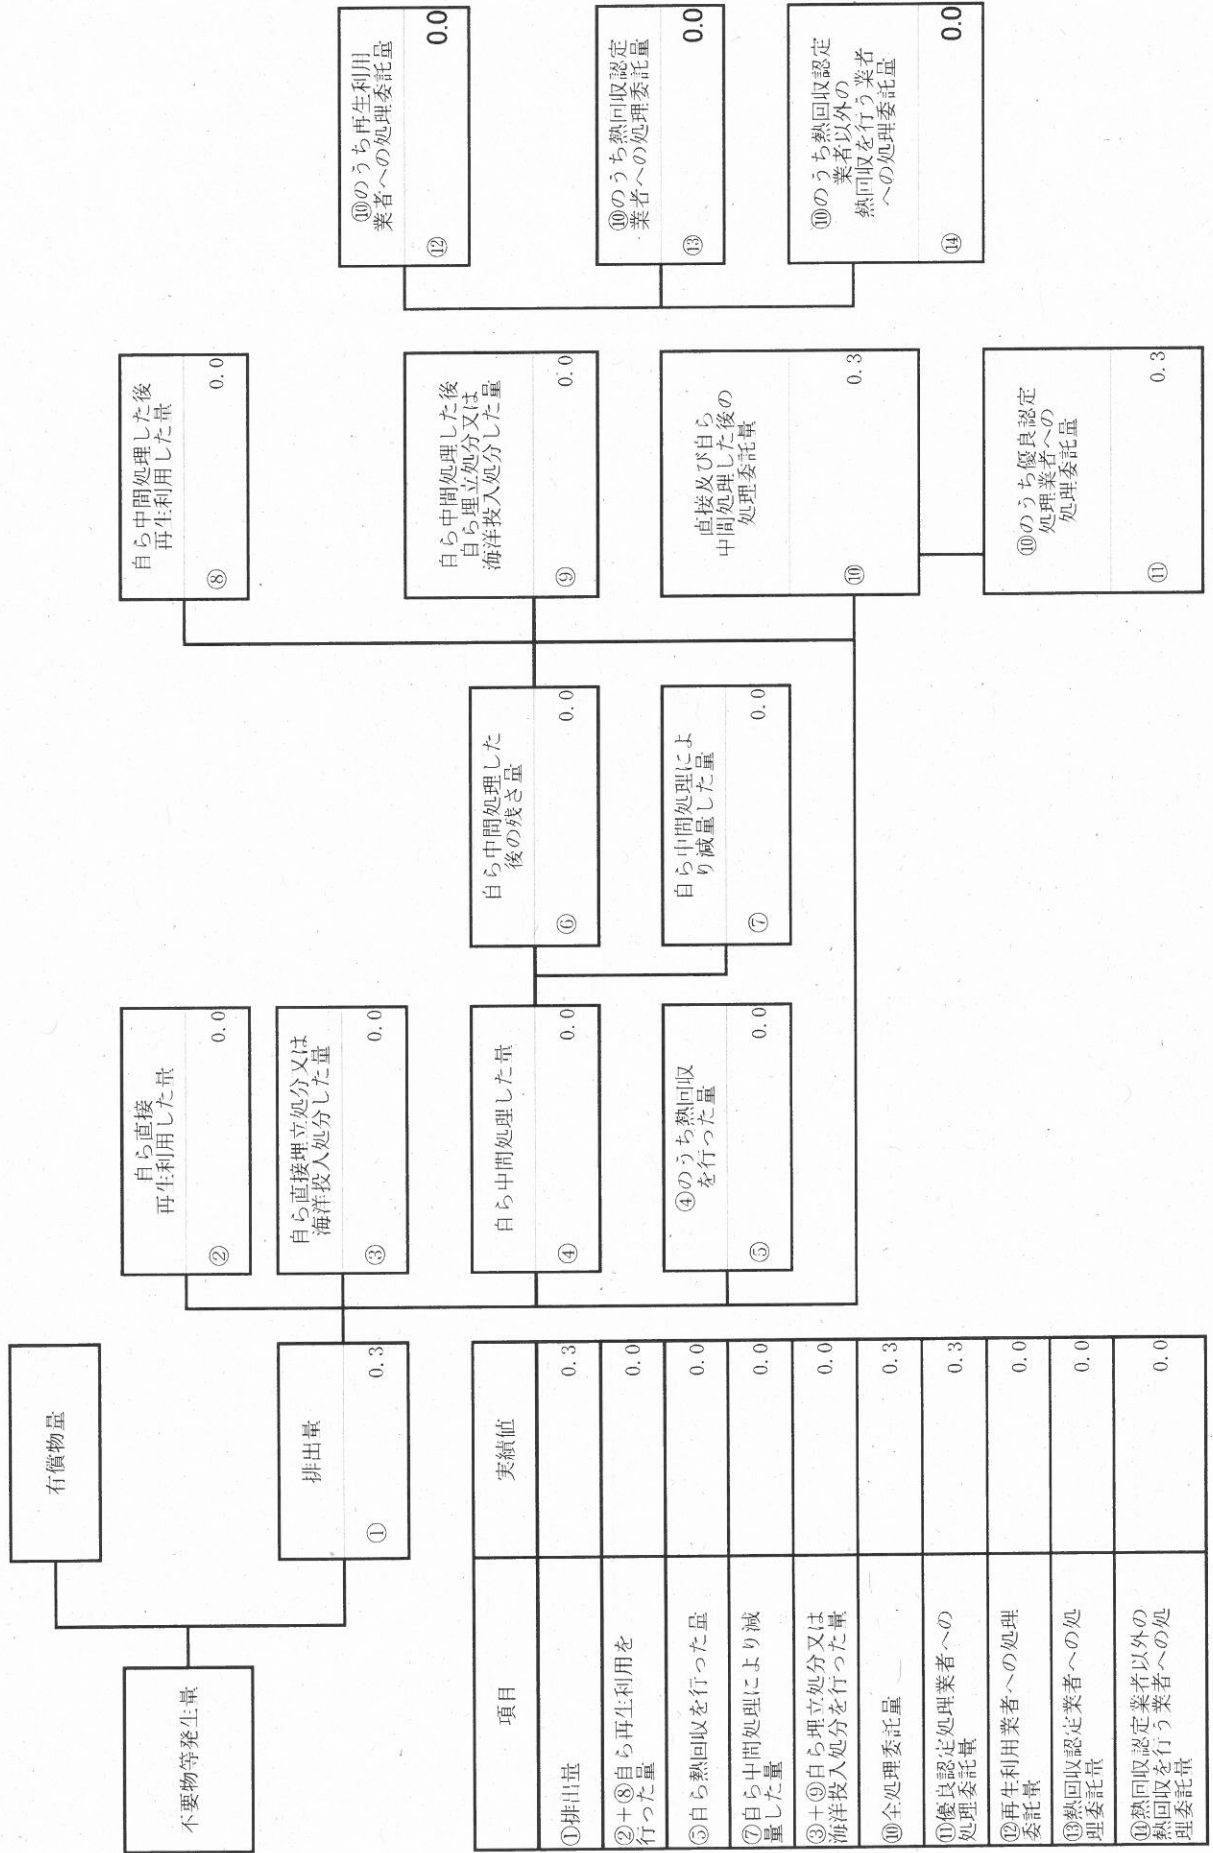 不要物等発生量
有償物量
排出量
① 0.3
自ら直接
再生利用した量
② 0.0
自ら直接埋立処分又は
海洋投入処分した量
③ 0.0
自ら中間処理した量
④ 0.0
④のうち熱回収
を行った量
⑤ 0.0
自ら中間処理した
後の残さ量
⑥ 0.0
自ら中間処理によ
り減量した量
⑦ 0.0
自ら中間処理した後
再生利用した量
⑧ 0.0
自ら中間処理した後
自ら埋立処分又は
海洋投入処分した量
⑨ 0.0
直接及び自ら
中間処理した後の
処理委託量
⑩ 0.3
⑩のうち優良認定
処理業者への
処理委託量
⑪ 0.3
⑩のうち再生利用
業者への処理委託量
⑫ 0.0
⑩のうち熱回収認定
業者への処理委託量
⑬ 0.0
⑩のうち熱回収認定
業者以外の
熱回収を行う業者
への処理委託量
⑭ 0.0
項目 実績値
①排出量 0.3
②+⑧自ら再生利用を
行った量 0.0
⑤自ら熱回収を行った量 0.0
⑦自ら中間処理により減
量した量 0.0
③+⑨自ら埋立処分又は
海洋投入処分を行った量 0.0
⑩全処理委託量 0.3
⑪優良認定処理業者への
処理委託量 0.3
⑫再生利用業者への処理
委託量 0.0
⑬熱回収認定業者への処
理委託量 0.0
⑭熱回収認定業者以外の
熱回収を行う業者への処
理委託量 0.0